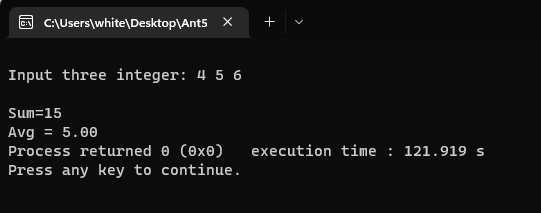 C:\Users\white\Desktop\Ant5
Input three integer: 4 5 6
Sum=15
Avg = 5.00
Process returned 0 (0x0)   execution time : 121.919 s
Press any key to continue.